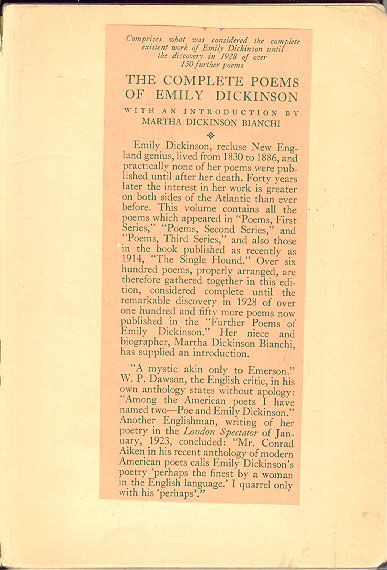 Comprises what was considered the complete
existent work of Emily Dickinson until
the discovery in 1928 of over
150 further poems
THE COMPLETE POEMS
OF EMILY DICKINSON
WITH AN INTRODUCTION BY
MARTHA DICKINSON BIANCHI
Emily Dickinson, recluse New Eng-
land genius, lived from 1830 to 1886, and
practically none of her poems were pub-
lished until after her death. Forty years
later the interest in her work is greater
on both sides of the Atlantic than ever
before. This volume contains all the
poems which appeared in "Poems, First
Series," "Poems, Second Series," and
"Poems, Third Series," and also those
in the book published as recently as
1914, "The Single Hound." Over six
hundred poems, properly arranged, are
therefore gathered together in this edi-
tion, considered complete until the
remarkable discovery in 1928 of over
one hundred and fifty more poems now
published in the "Further Poems of
Emily Dickinson." Her niece and
biographer, Martha Dickinson Bianchi,
has supplied an introduction.
"A mystic akin only to Emerson."
W. P. Dawson, the English critic, in his
own anthology states without apology:
"Among the American poets I have
named two—Poe and Emily Dickinson."
Another Englishman, writing of her
poetry in the London Spectator of Jan-
uary, 1923, concluded: "Mr. Conrad
Aiken in his recent anthology of modern
American poets calls Emily Dickinson's
poetry 'perhaps the finest by a woman
in the English language.' I quarrel only
with his 'perhaps'."